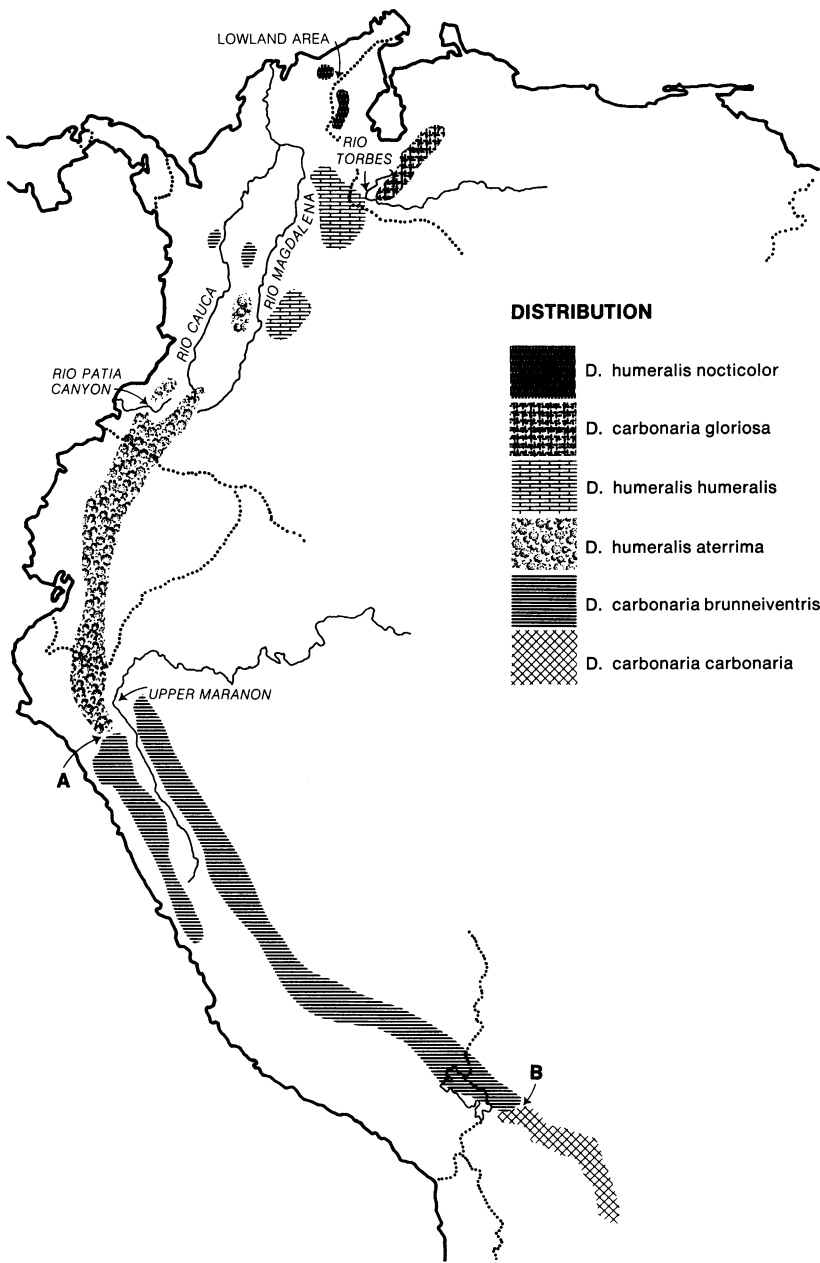 LOWLAND AREA
RIO
TORBES
RIO MAGDALENA
RIO CAUCA
RIO PATIA
CANYON
DISTRIBUTION
D. humeralis nocticolor
D. carbonaria gloriosa
D. humeralis humeralis
D. humeralis aterrima
D. carbonaria brunneiventris
D. carbonaria carbonaria
UPPER MARANON
A
B